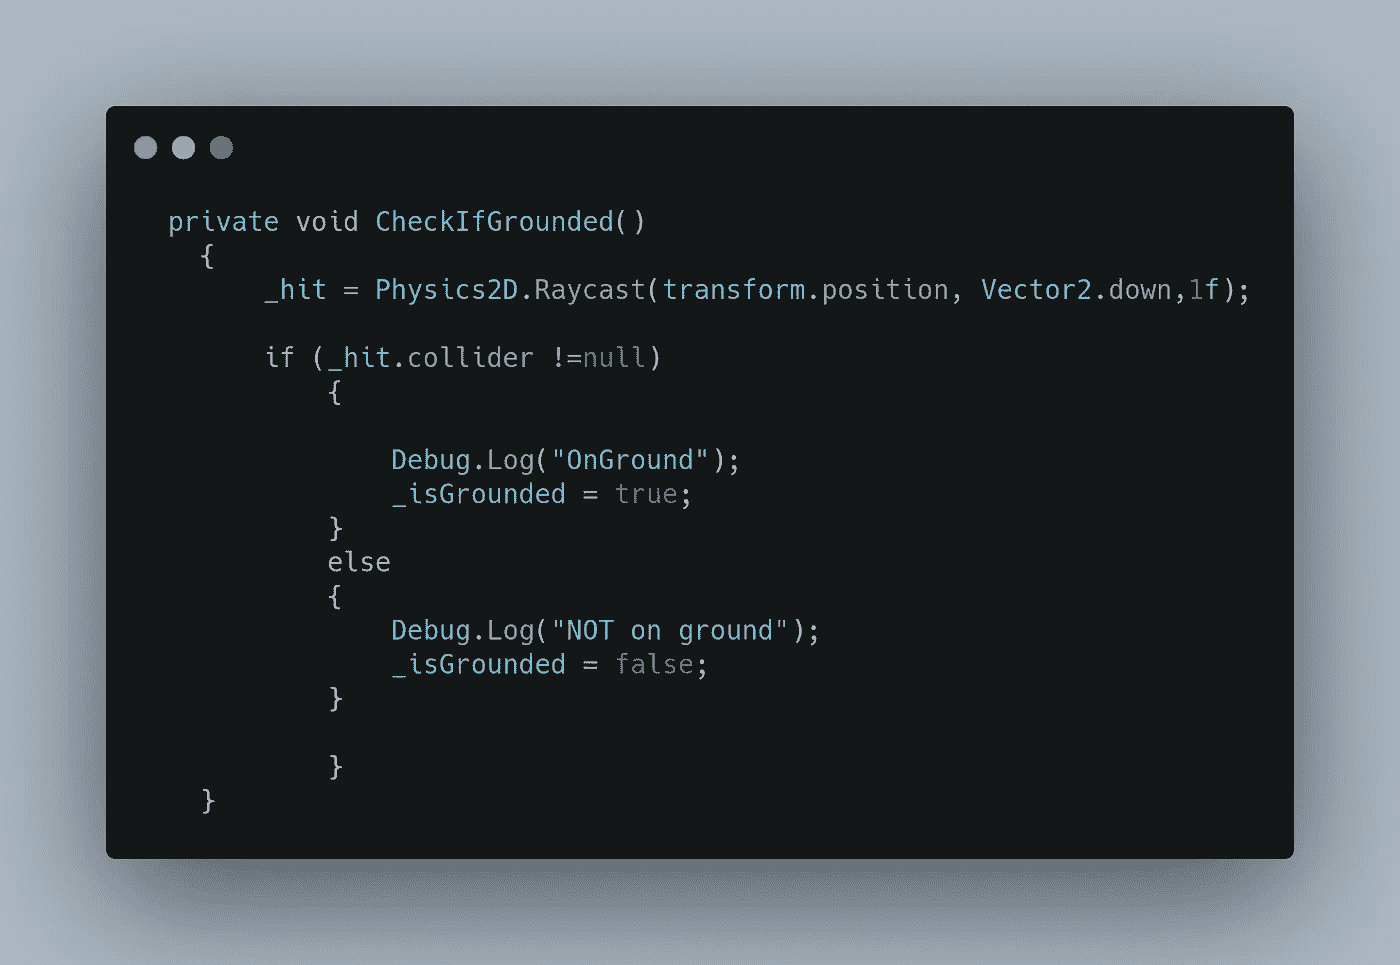 private void CheckIfGrounded()
{
_hit = Physics2D.Raycast(transform.position, Vector2.down,1f);
if (_hit.collider !=null)
{
Debug.Log("OnGround");
_isGrounded = true;
}
else
{
Debug.Log("NOT on ground");
_isGrounded = false;
}
}
}